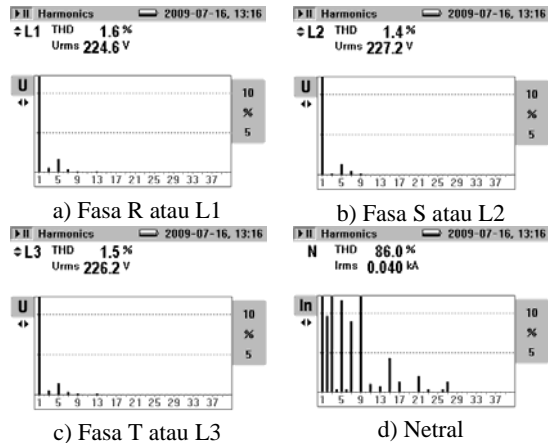 Harmonics 2009-07-16, 13:16
L1 THD 1.6 %
Urms 224.6 V
U
10
%
5
1 5 9 13 17 21 25 29 33 37
a) Fasa R atau L1
Harmonics 2009-07-16, 13:16
L2 THD 1.4 %
Urms 227.2 V
U
10
%
5
1 5 9 13 17 21 25 29 33 37
b) Fasa S atau L2
Harmonics 2009-07-16, 13:16
L3 THD 1.5 %
Urms 226.2 V
U
10
%
5
1 5 9 13 17 21 25 29 33 37
c) Fasa T atau L3
Harmonics 2009-07-16, 13:16
N THD 86.0 %
Irms 0.040 kA
In
10
%
5
1 5 9 13 17 21 25 29 33 37
d) Netral